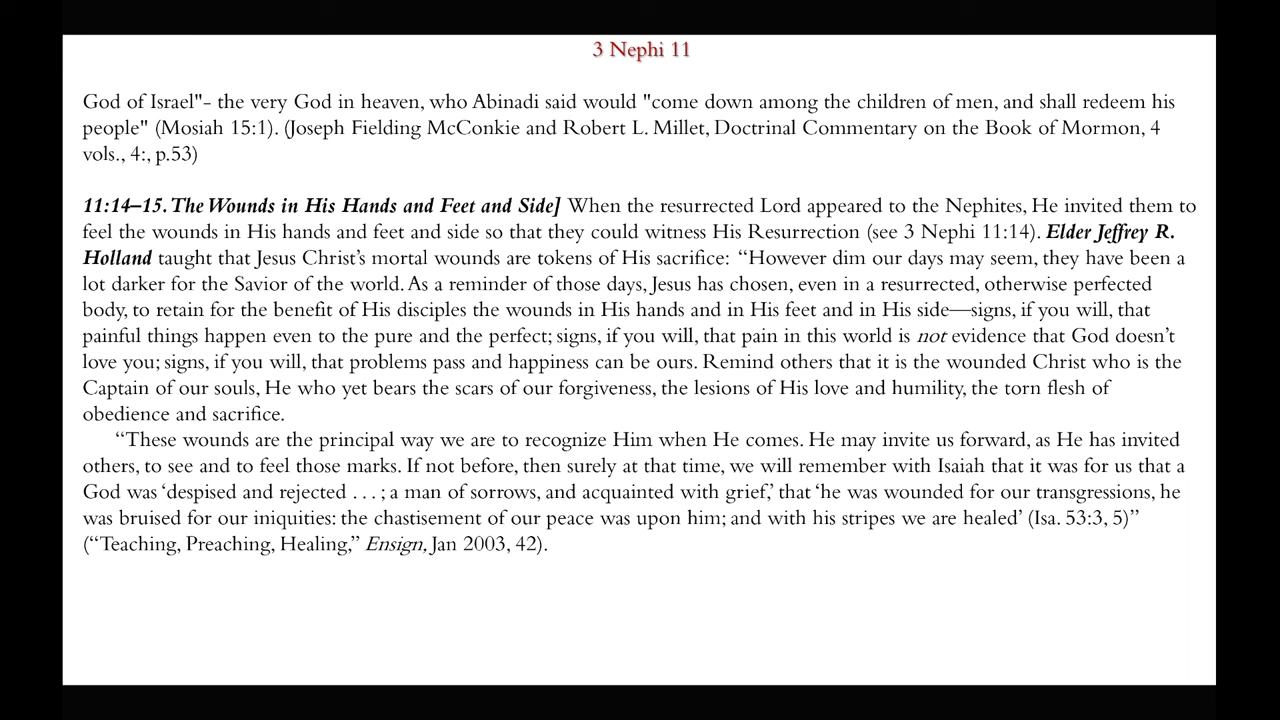 3 Nephi 11
God of Israel"- the very God in heaven, who Abinadi said would "come down among the children of men, and shall redeem his
people" (Mosiah 15:1). (Joseph Fielding McConkie and Robert L. Millet, Doctrinal Commentary on the Book of Mormon, 4
vols., 4:, p.53)
11:14–15. The Wounds in His Hands and Feet and Side] When the resurrected Lord appeared to the Nephites, He invited them to
feel the wounds in His hands and feet and side so that they could witness His Resurrection (see 3 Nephi 11:14). Elder Jeffrey R.
Holland taught that Jesus Christ’s mortal wounds are tokens of His sacrifice: “However dim our days may seem, they have been a
lot darker for the Savior of the world. As a reminder of those days, Jesus has chosen, even in a resurrected, otherwise perfected
body, to retain for the benefit of His disciples the wounds in His hands and in His feet and in His side—signs, if you will, that
painful things happen even to the pure and the perfect; signs, if you will, that pain in this world is not evidence that God doesn’t
love you; signs, if you will, that problems pass and happiness can be ours. Remind others that it is the wounded Christ who is the
Captain of our souls, He who yet bears the scars of our forgiveness, the lesions of His love and humility, the torn flesh of
obedience and sacrifice.
“These wounds are the principal way we are to recognize Him when He comes. He may invite us forward, as He has invited
others, to see and to feel those marks. If not before, then surely at that time, we will remember with Isaiah that it was for us that a
God was ‘despised and rejected . . . ; a man of sorrows, and acquainted with grief,’ that ‘he was wounded for our transgressions, he
was bruised for our iniquities: the chastisement of our peace was upon him; and with his stripes we are healed’ (Isa. 53:3, 5)”
(“Teaching, Preaching, Healing,” Ensign, Jan 2003, 42).